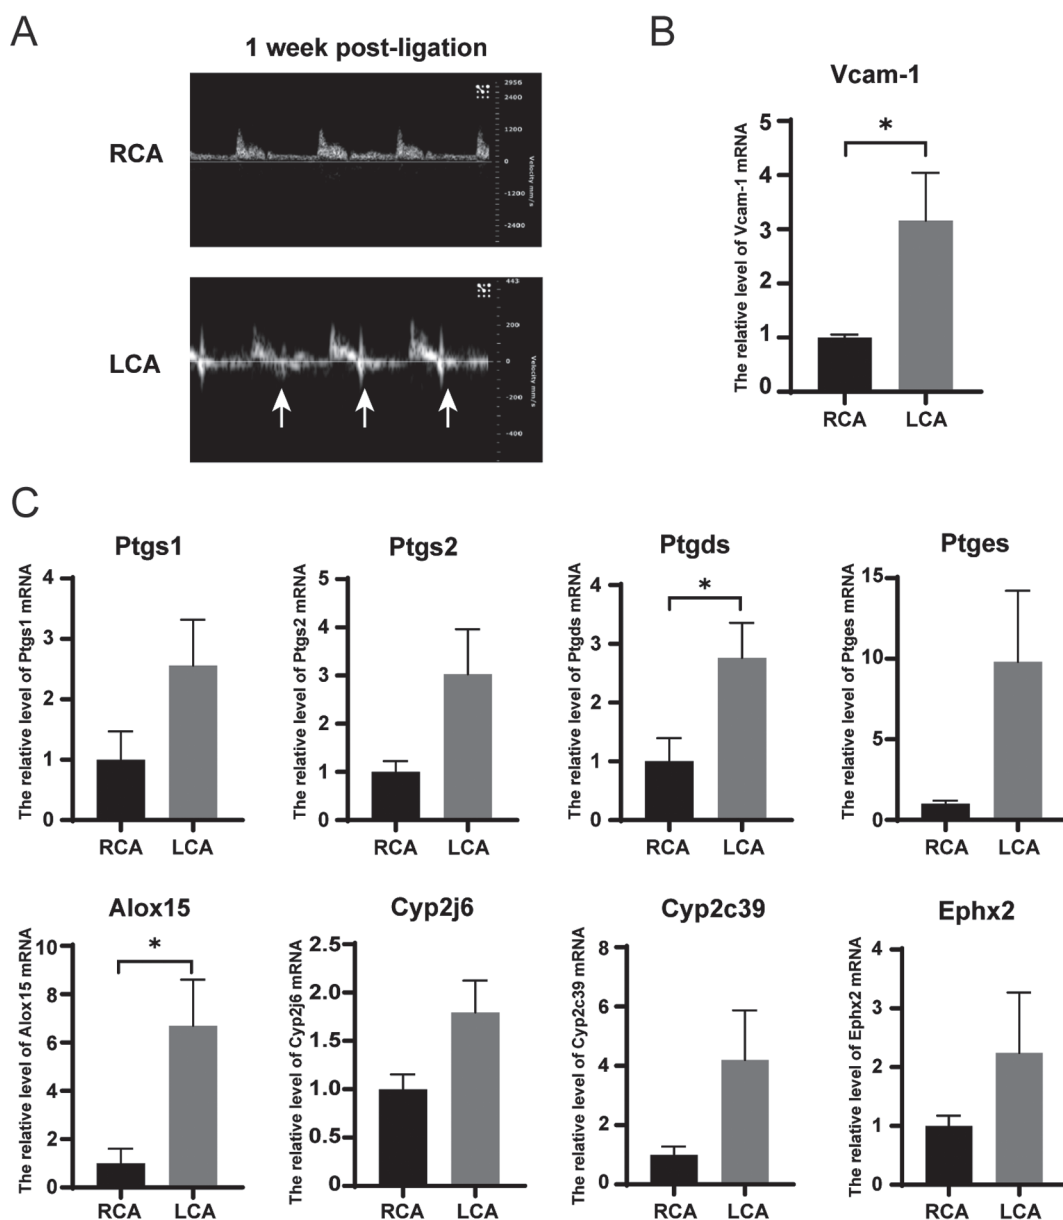 A
1 week post-ligation
RCA
2956
2400
1200
0
-1200
-2400
Velocity mm/s
LCA
443
200
0
-200
-400
Velocity mm/s
B
Vcam-1
The relative level of Vcam-1 mRNA
5
4
3
2
1
0
*
RCA LCA
C
Ptgs1
The relative level of Ptgs1 mRNA
4
3
2
1
0
RCA LCA
Ptgs2
The relative level of Ptgs2 mRNA
5
4
3
2
1
0
RCA LCA
Ptgds
The relative level of Ptgds mRNA
4
3
2
1
0
*
RCA LCA
Ptges
The relative level of Ptges mRNA
15
10
5
0
RCA LCA
Alox15
The relative level of Alox15 mRNA
10
8
6
4
2
0
*
RCA LCA
Cyp2j6
The relative level of Cyp2j6 mRNA
2.5
2.0
1.5
1.0
0.5
0.0
RCA LCA
Cyp2c39
The relative level of Cyp2c39 mRNA
8
6
4
2
0
RCA LCA
Ephx2
The relative level of Ephx2 mRNA
4
3
2
1
0
RCA LCA